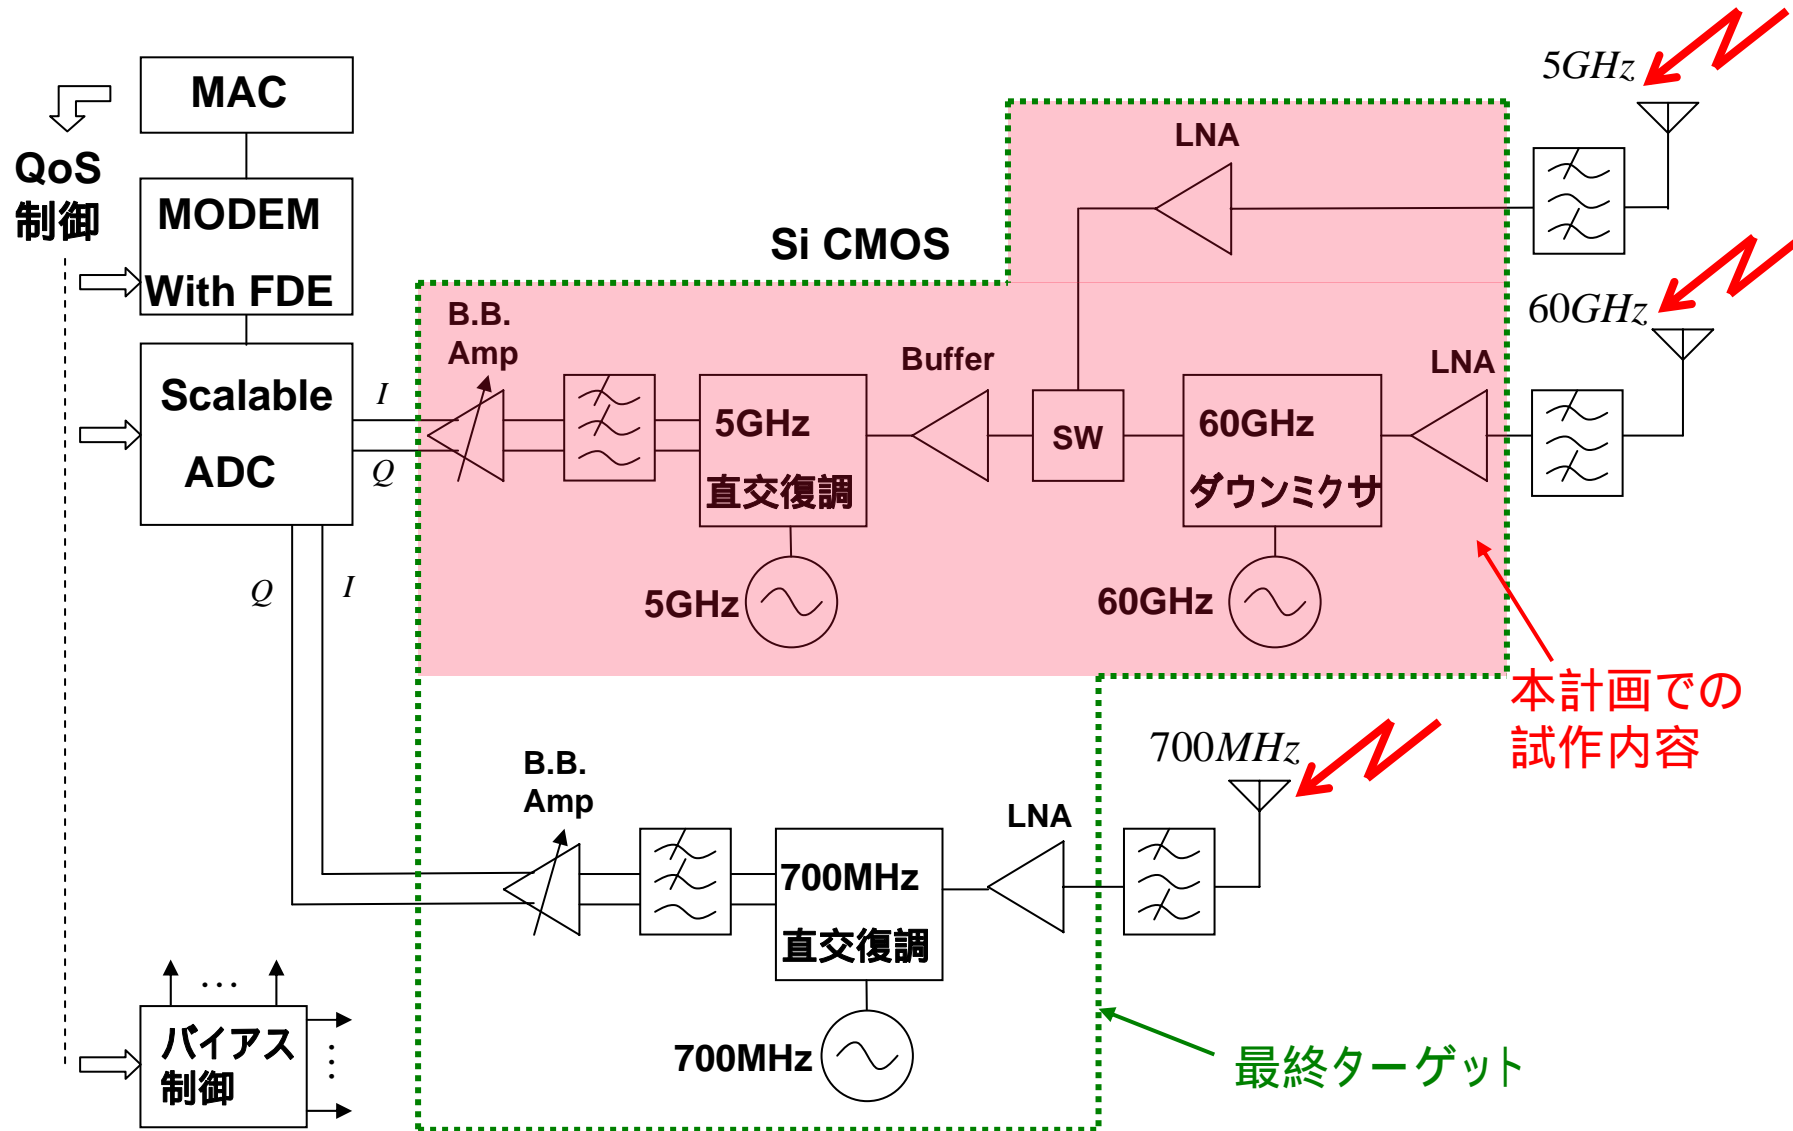 MAC
QoS
制御
MODEM
With FDE
Scalable
ADC
I
Q
Q
I
バイアス
制御
…
…
Si CMOS
B.B.
Amp
5GHz
直交復調
5GHz
Buffer
SW
LNA
60GHz
ダウンミクサ
60GHz
LNA
5GHz
60GHz
本計画での
試作内容
B.B.
Amp
700MHz
直交復調
700MHz
LNA
700MHz
最終ターゲット